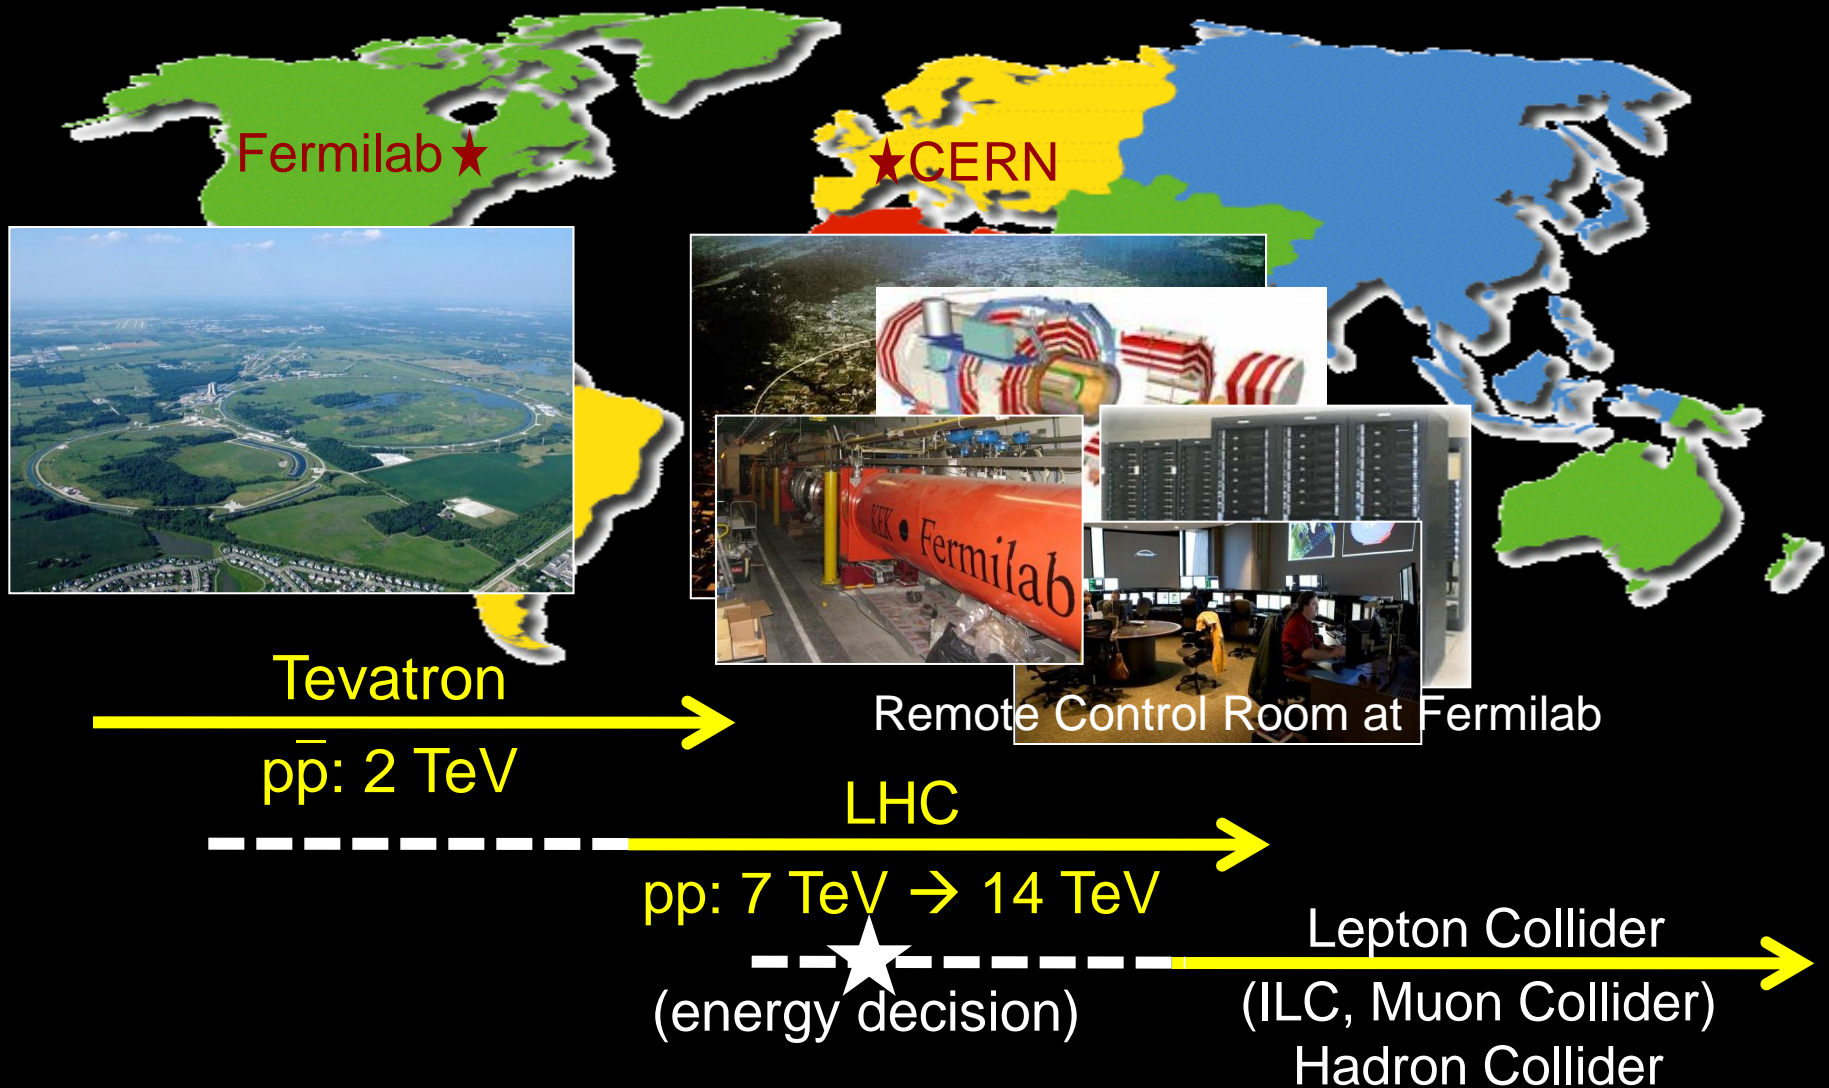 Fermilab
CERN
KEK • Fermilab
Tevatron
Remote Control Room at Fermilab
pp̅: 2 TeV
LHC
pp: 7 TeV → 14 TeV
Lepton Collider
(energy decision)
(ILC, Muon Collider)
Hadron Collider